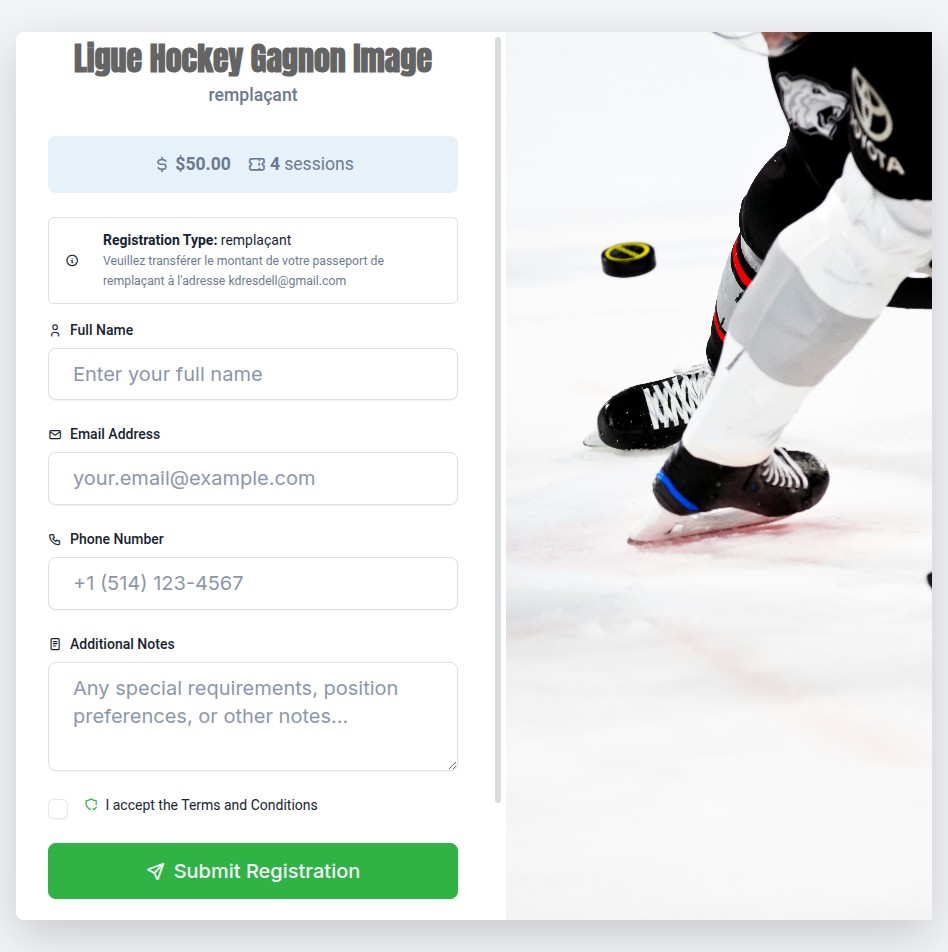 Ligue Hockey Gagnon Image
remplaçant
$ $50.00 4 sessions
Registration Type: remplaçant
Veuillez transférer le montant de votre passeport de
remplaçant à l'adresse kdresdell@gmail.com
Full Name
Enter your full name
Email Address
your.email@example.com
Phone Number
+1 (514) 123-4567
Additional Notes
Any special requirements, position
preferences, or other notes...
I accept the Terms and Conditions
Submit Registration
TOYOTA